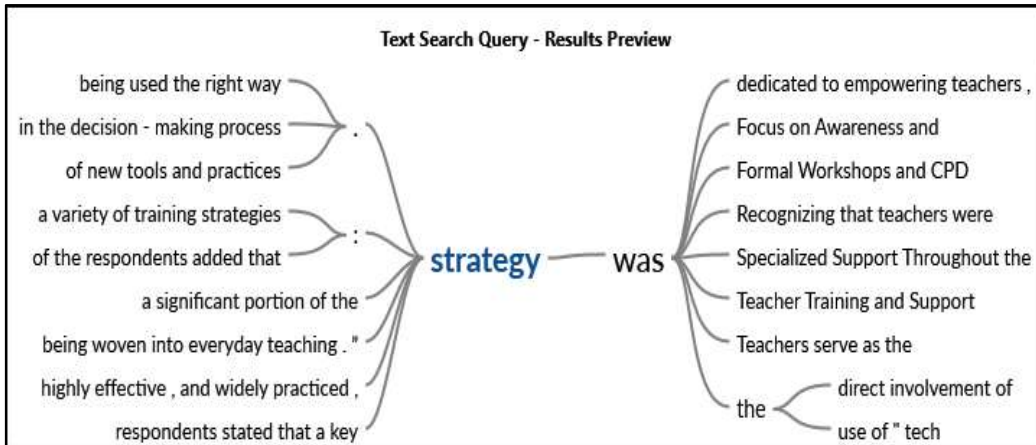 Text Search Query - Results Preview
being used the right way
in the decision - making process
of new tools and practices
.
a variety of training strategies
of the respondents added that
:
a significant portion of the
being woven into everyday teaching . "
highly effective , and widely practiced ,
respondents stated that a key
strategy
was
dedicated to empowering teachers ,
Focus on Awareness and
Formal Workshops and CPD
Recognizing that teachers were
Specialized Support Throughout the
Teacher Training and Support
Teachers serve as the
the
direct involvement of
use of " tech